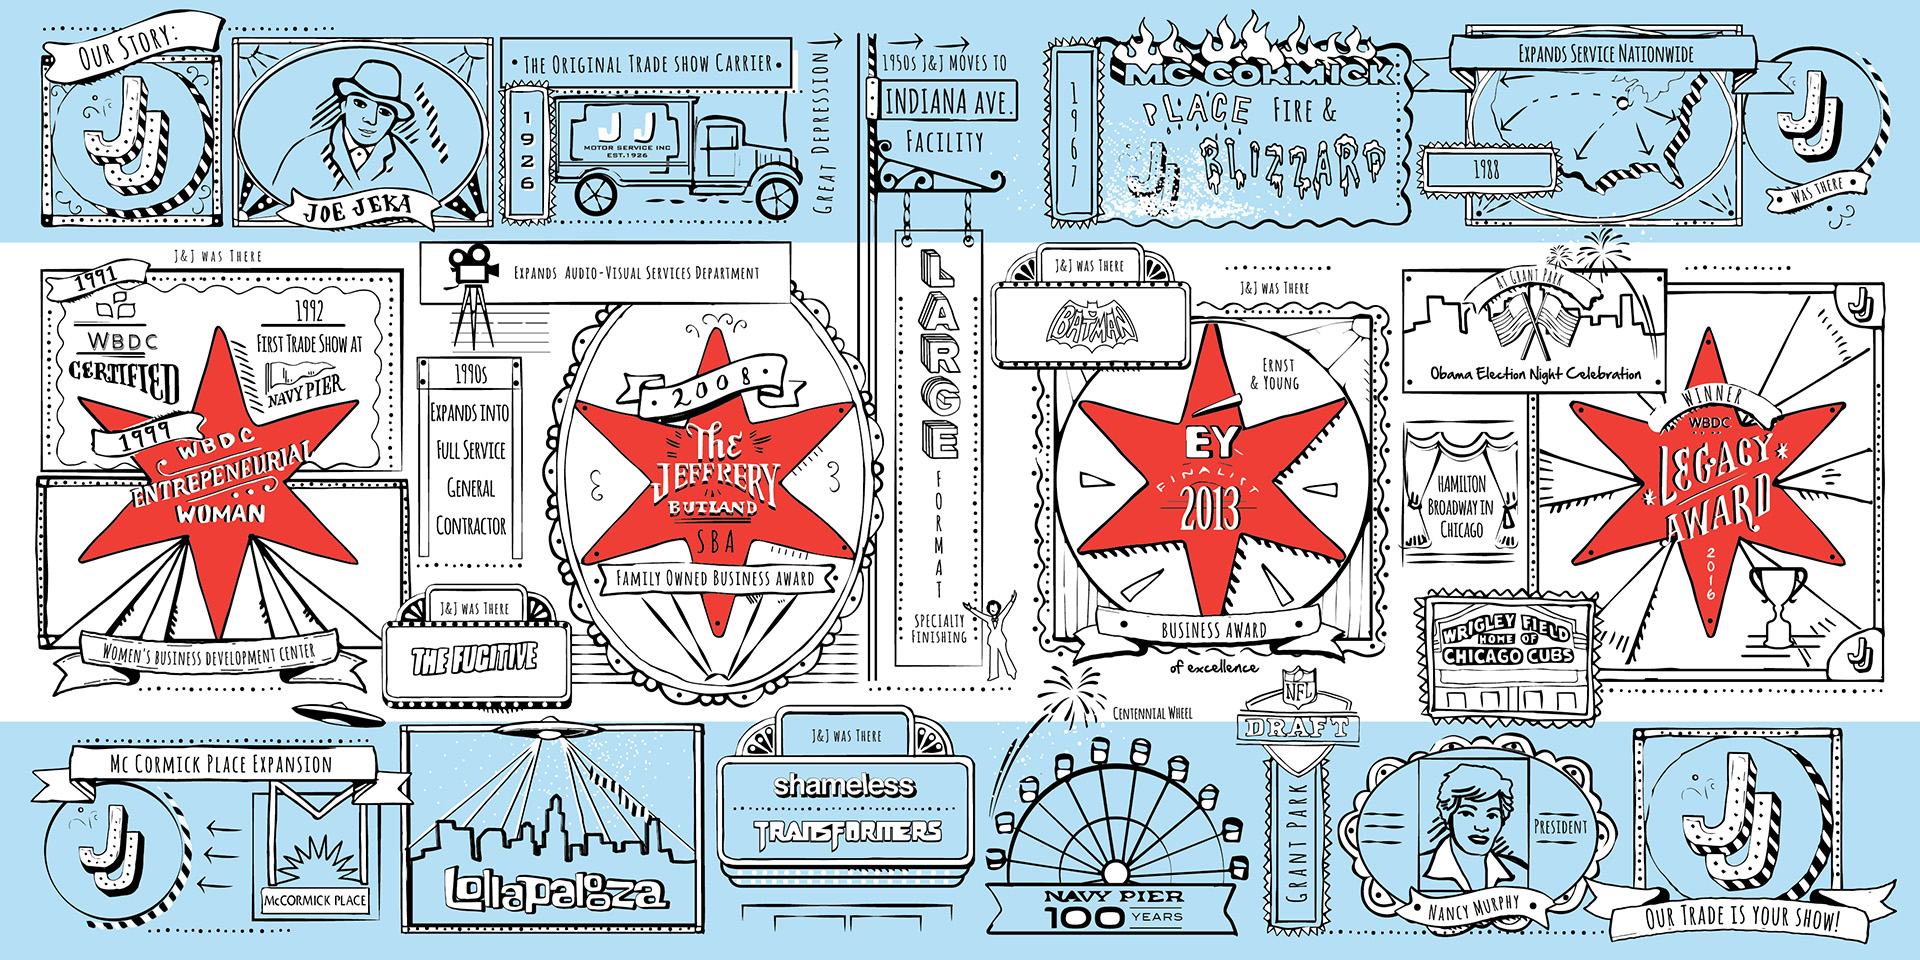 OUR STORY:
JJ
JOE JEKA
• THE ORIGINAL TRADE SHOW CARRIER •
1926
JJ
MOTOR SERVICE INC
EST. 1926
GREAT DEPRESSION
1950S J&J MOVES TO
INDIANA AVE.
FACILITY
1967
MC CORMICK
PLACE FIRE &
BLIZZARD
JJ
EXPANDS SERVICE NATIONWIDE
1988
JJ
WAS THERE
J&J WAS THERE
1991
WBDC
CERTIFIED
1992
FIRST TRADE SHOW AT
NAVY PIER
1999
WBDC
ENTREPENEURIAL
WOMAN
WOMEN'S BUSINESS DEVELOPMENT CENTER
EXPANDS AUDIO-VISUAL SERVICES DEPARTMENT
1990s
EXPANDS INTO
FULL SERVICE
GENERAL
CONTRACTOR
J&J WAS THERE
THE FUGITIVE
2008
THE
JEFFRERY
BUTLAND
SBA
FAMILY OWNED BUSINESS AWARD
LARGE
FORMAT
SPECIALTY
FINISHING
J&J WAS THERE
BATMAN
J&J WAS THERE
ERNST
& YOUNG
EY
FINALIST
2013
BUSINESS AWARD
of excellence
AT GRANT PARK
Obama Election Night Celebration
HAMILTON
BROADWAY IN
CHICAGO
WINNER
WBDC
LEGACY
AWARD
2016
JJ
JJ
WRIGLEY FIELD
HOME OF
CHICAGO CUBS
MC CORMICK PLACE EXPANSION
JJ
McCORMICK PLACE
Lollapalooza
J&J WAS THERE
shameless
TRANSFORMERS
CENTENNIAL WHEEL
NAVY PIER
100 YEARS
NFL
DRAFT
GRANT PARK
PRESIDENT
NANCY MURPHY
JJ
OUR TRADE IS YOUR SHOW!